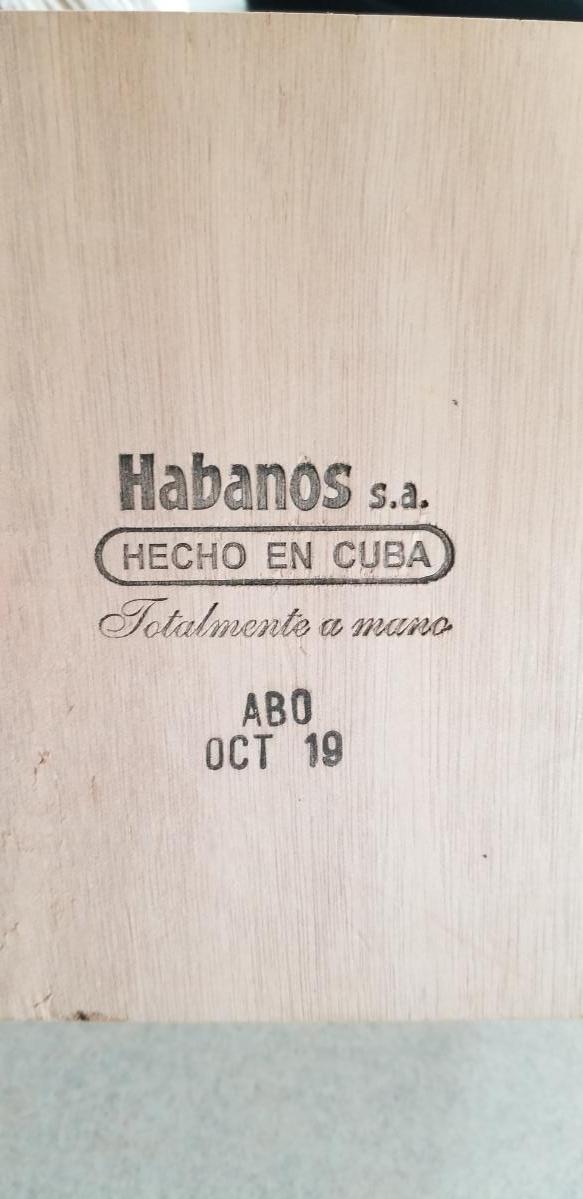 Habanos s.a.
HECHO EN CUBA
Totalmente a mano
ABO
OCT 19